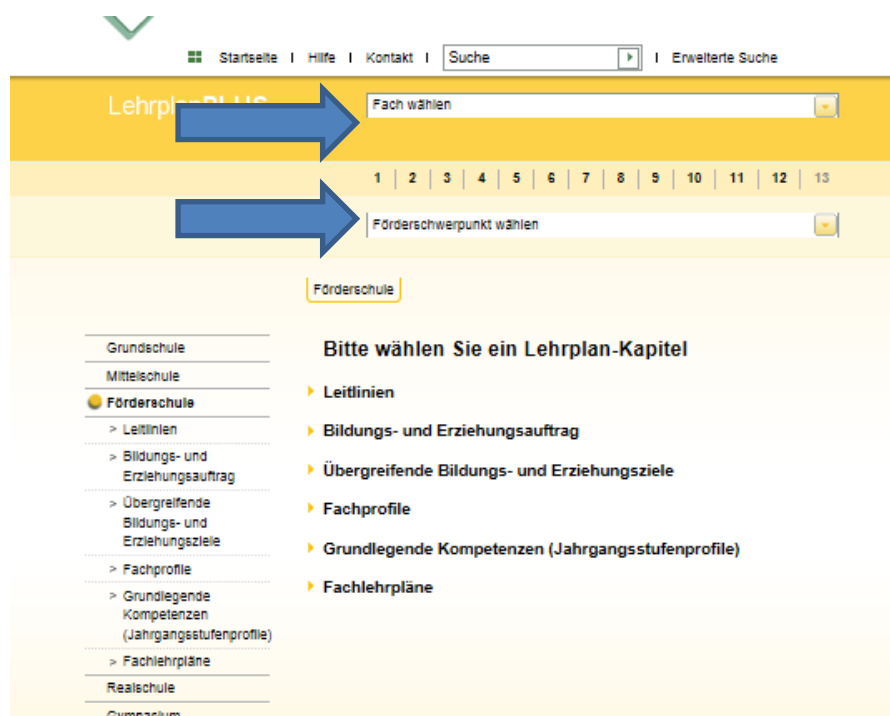 Startseite | Hilfe | Kontakt | Suche | Erweiterte Suche
LehrplanPLUS
Fach wählen
1 | 2 | 3 | 4 | 5 | 6 | 7 | 8 | 9 | 10 | 11 | 12 | 13
Förderschwerpunkt wählen
Förderschule
Grundschule
Mittelschule
Förderschule
> Leitlinien
> Bildungs- und
Erziehungsauftrag
> Übergreifende
Bildungs- und
Erziehungsziele
> Fachprofile
> Grundlegende
Kompetenzen
(Jahrgangsstufenprofile)
> Fachlehrpläne
Realschule
Gymnasium
Bitte wählen Sie ein Lehrplan-Kapitel
Leitlinien
Bildungs- und Erziehungsauftrag
Übergreifende Bildungs- und Erziehungsziele
Fachprofile
Grundlegende Kompetenzen (Jahrgangsstufenprofile)
Fachlehrpläne